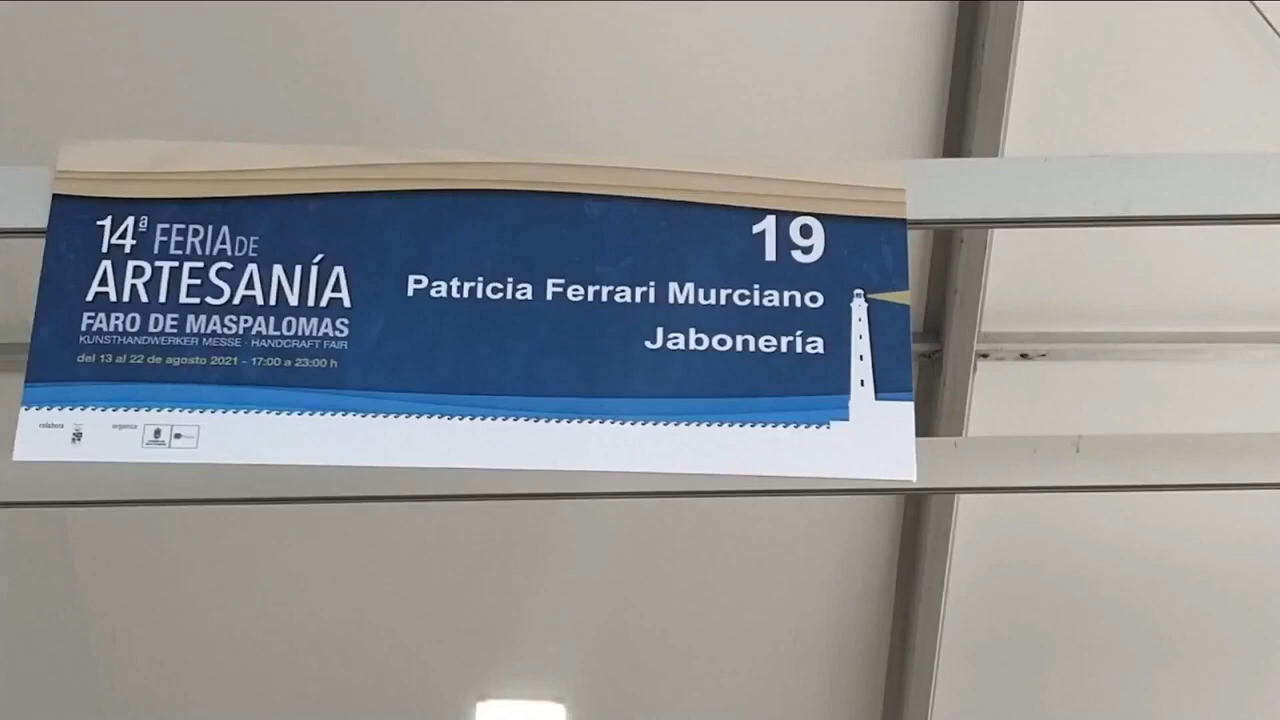 14ª FERIA DE
ARTESANÍA
FARO DE MASPALOMAS
KUNSTHANDWERKER MESSE · HANDCRAFT FAIR
del 13 al 22 de agosto 2021 - 17:00 a 23:00 h
19
Patricia Ferrari Murciano
Jabonería
colabora
organiza